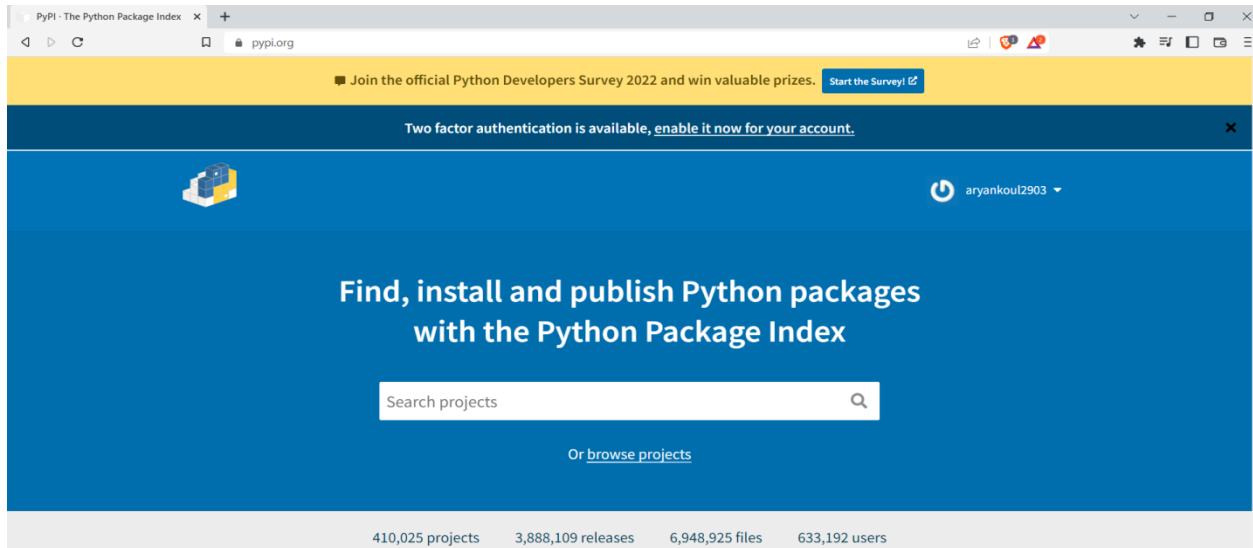 PyPI · The Python Package Index
pypi.org
Join the official Python Developers Survey 2022 and win valuable prizes. Start the Survey!
Two factor authentication is available, enable it now for your account.
aryankoul2903
Find, install and publish Python packages
with the Python Package Index
Search projects
Or browse projects
410,025 projects 3,888,109 releases 6,948,925 files 633,192 users